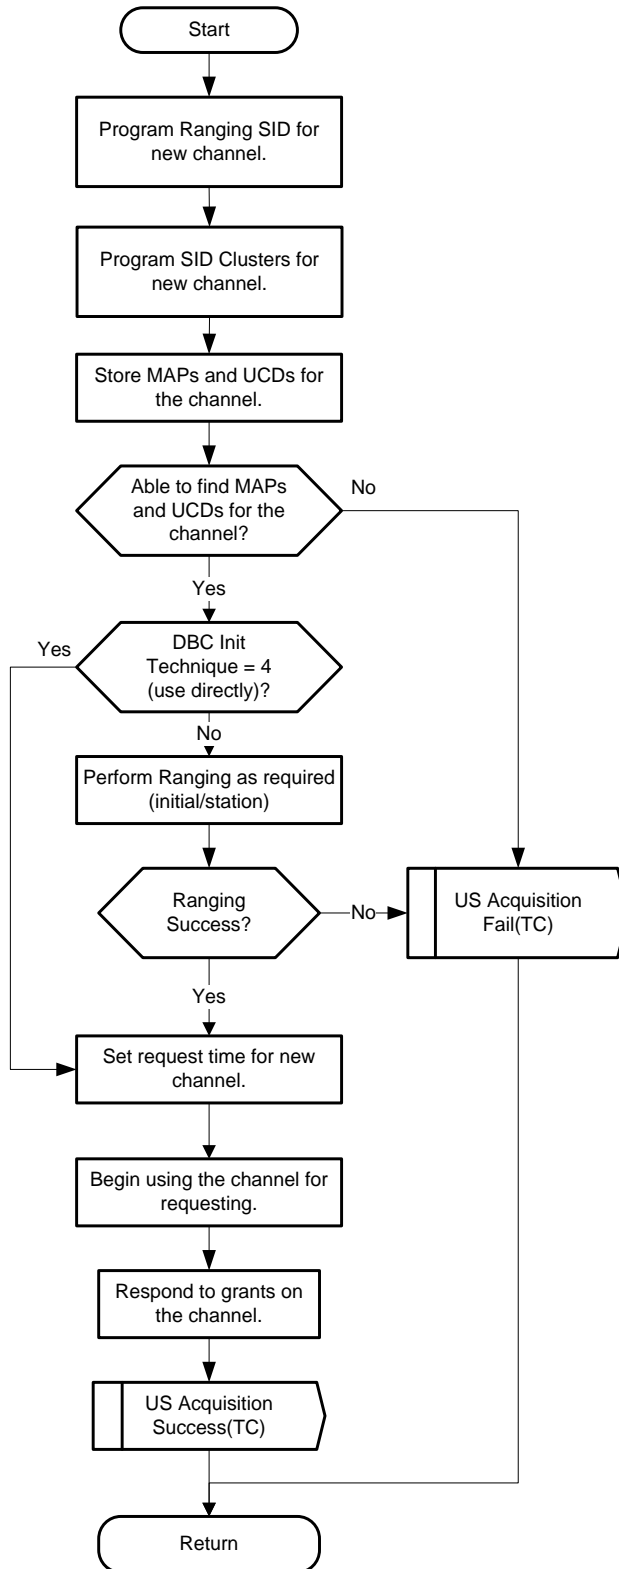 Start
Program Ranging SID for
new channel.
Program SID Clusters for
new channel.
Store MAPs and UCDs for
the channel.
Able to find MAPs
and UCDs for the
channel?
No
Yes
Yes
DBC Init
Technique = 4
(use directly)?
No
Perform Ranging as required
(initial/station)
Ranging
Success?
No
US Acquisition
Fail(TC)
Yes
Set request time for new
channel.
Begin using the channel for
requesting.
Respond to grants on
the channel.
US Acquisition
Success(TC)
Return